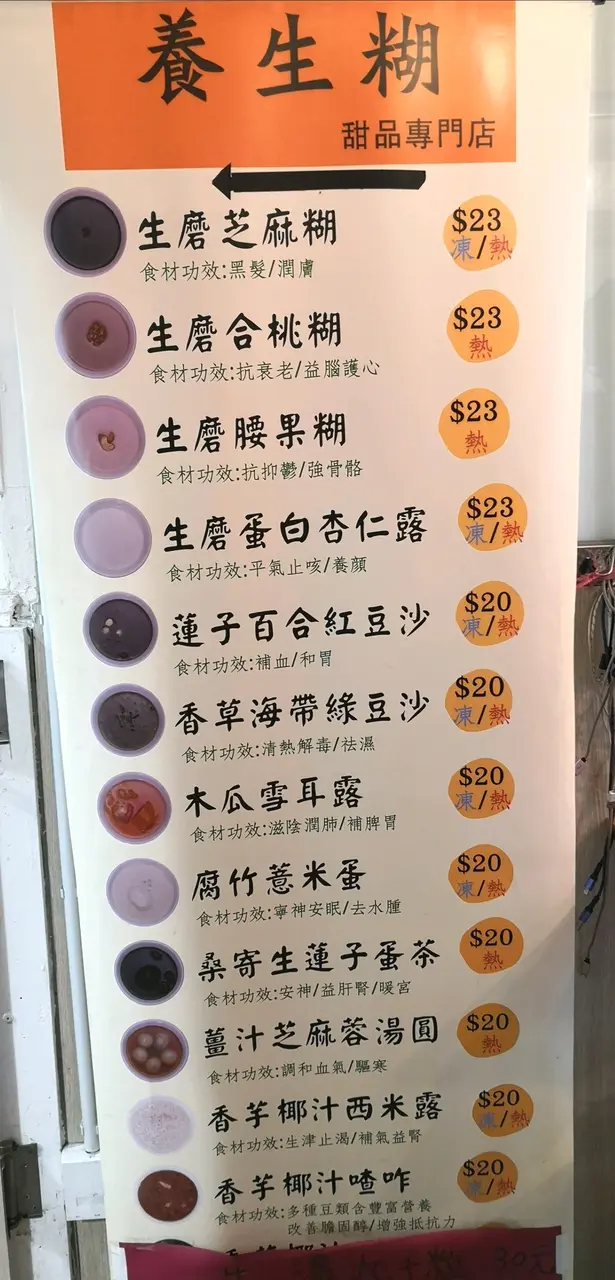 養生糊
甜品專門店
生磨芝麻糊
$23
凍/熱
食材功效:黑髮/潤膚
生磨合桃糊
$23
熱
食材功效:抗衰老/益腦護心
生磨腰果糊
$23
熱
食材功效:抗抑鬱/強骨骼
生磨蛋白杏仁露
$23
凍/熱
食材功效:平氣止咳/養顏
蓮子百合紅豆沙
$20
凍/熱
食材功效:補血/和胃
香草海帶綠豆沙
$20
凍/熱
食材功效:清熱解毒/祛濕
木瓜雪耳露
$20
凍/熱
食材功效:滋陰潤肺/補脾胃
腐竹薏米蛋
$20
凍/熱
食材功效:寧神安眠/去水腫
桑寄生蓮子蛋茶
$20
熱
食材功效:安神/益肝腎/暖宮
薑汁芝麻蓉湯圓
$20
熱
食材功效:調和血氣/驅寒
香芋椰汁西米露
$20
凍/熱
食材功效:生津止渴/補氣益腎
香芋椰汁喳咋
$20
凍/熱
食材功效:多種豆類含豐富營養
改善膽固醇/增強抵抗力
30元